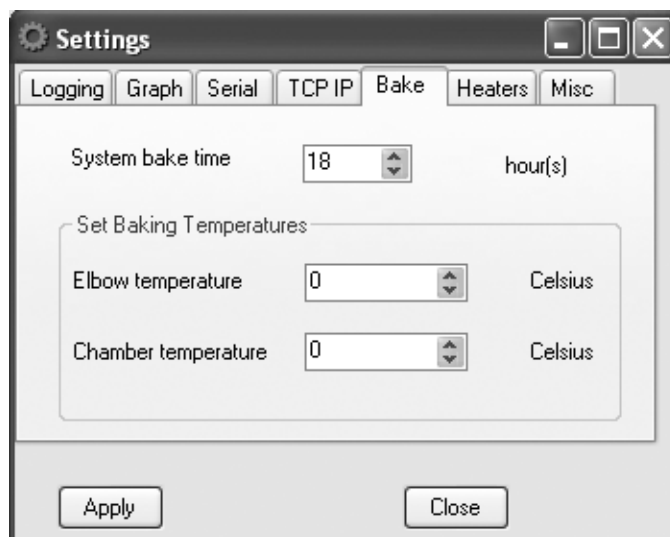 Settings
Logging Graph Serial TCP IP Bake Heaters Misc
System bake time 18 hour(s)
Set Baking Temperatures
Elbow temperature 0 Celsius
Chamber temperature 0 Celsius
Apply Close